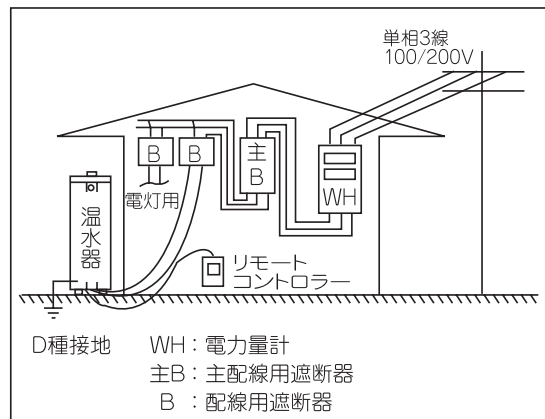 単相3線
100/200V
B
B
主
B
WH
電灯用
温水器
リモート
コントローラー
D種接地
WH：電力量計
主B：主配線用遮断器
B：配線用遮断器